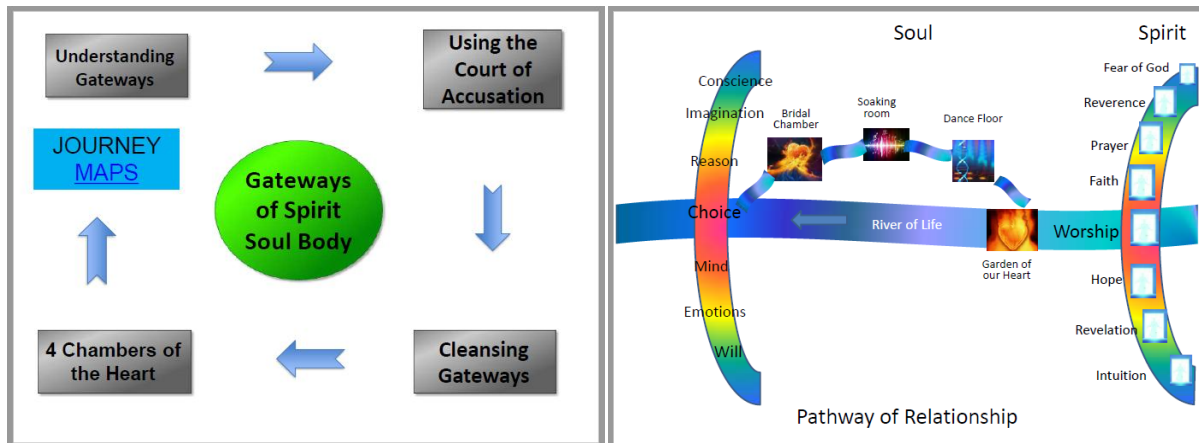 Understanding
Gateways
Using the
Court of
Accusation
JOURNEY
MAPS
Gateways
of Spirit
Soul Body
4 Chambers of
the Heart
Cleansing
Gateways
Soul
Spirit
Conscience
Imagination
Reason
Choice
Mind
Emotions
Will
Bridal
Chamber
Soaking
room
Dance Floor
River of Life
Garden of
our Heart
Fear of God
Reverence
Prayer
Faith
Worship
Hope
Revelation
Intuition
Pathway of Relationship